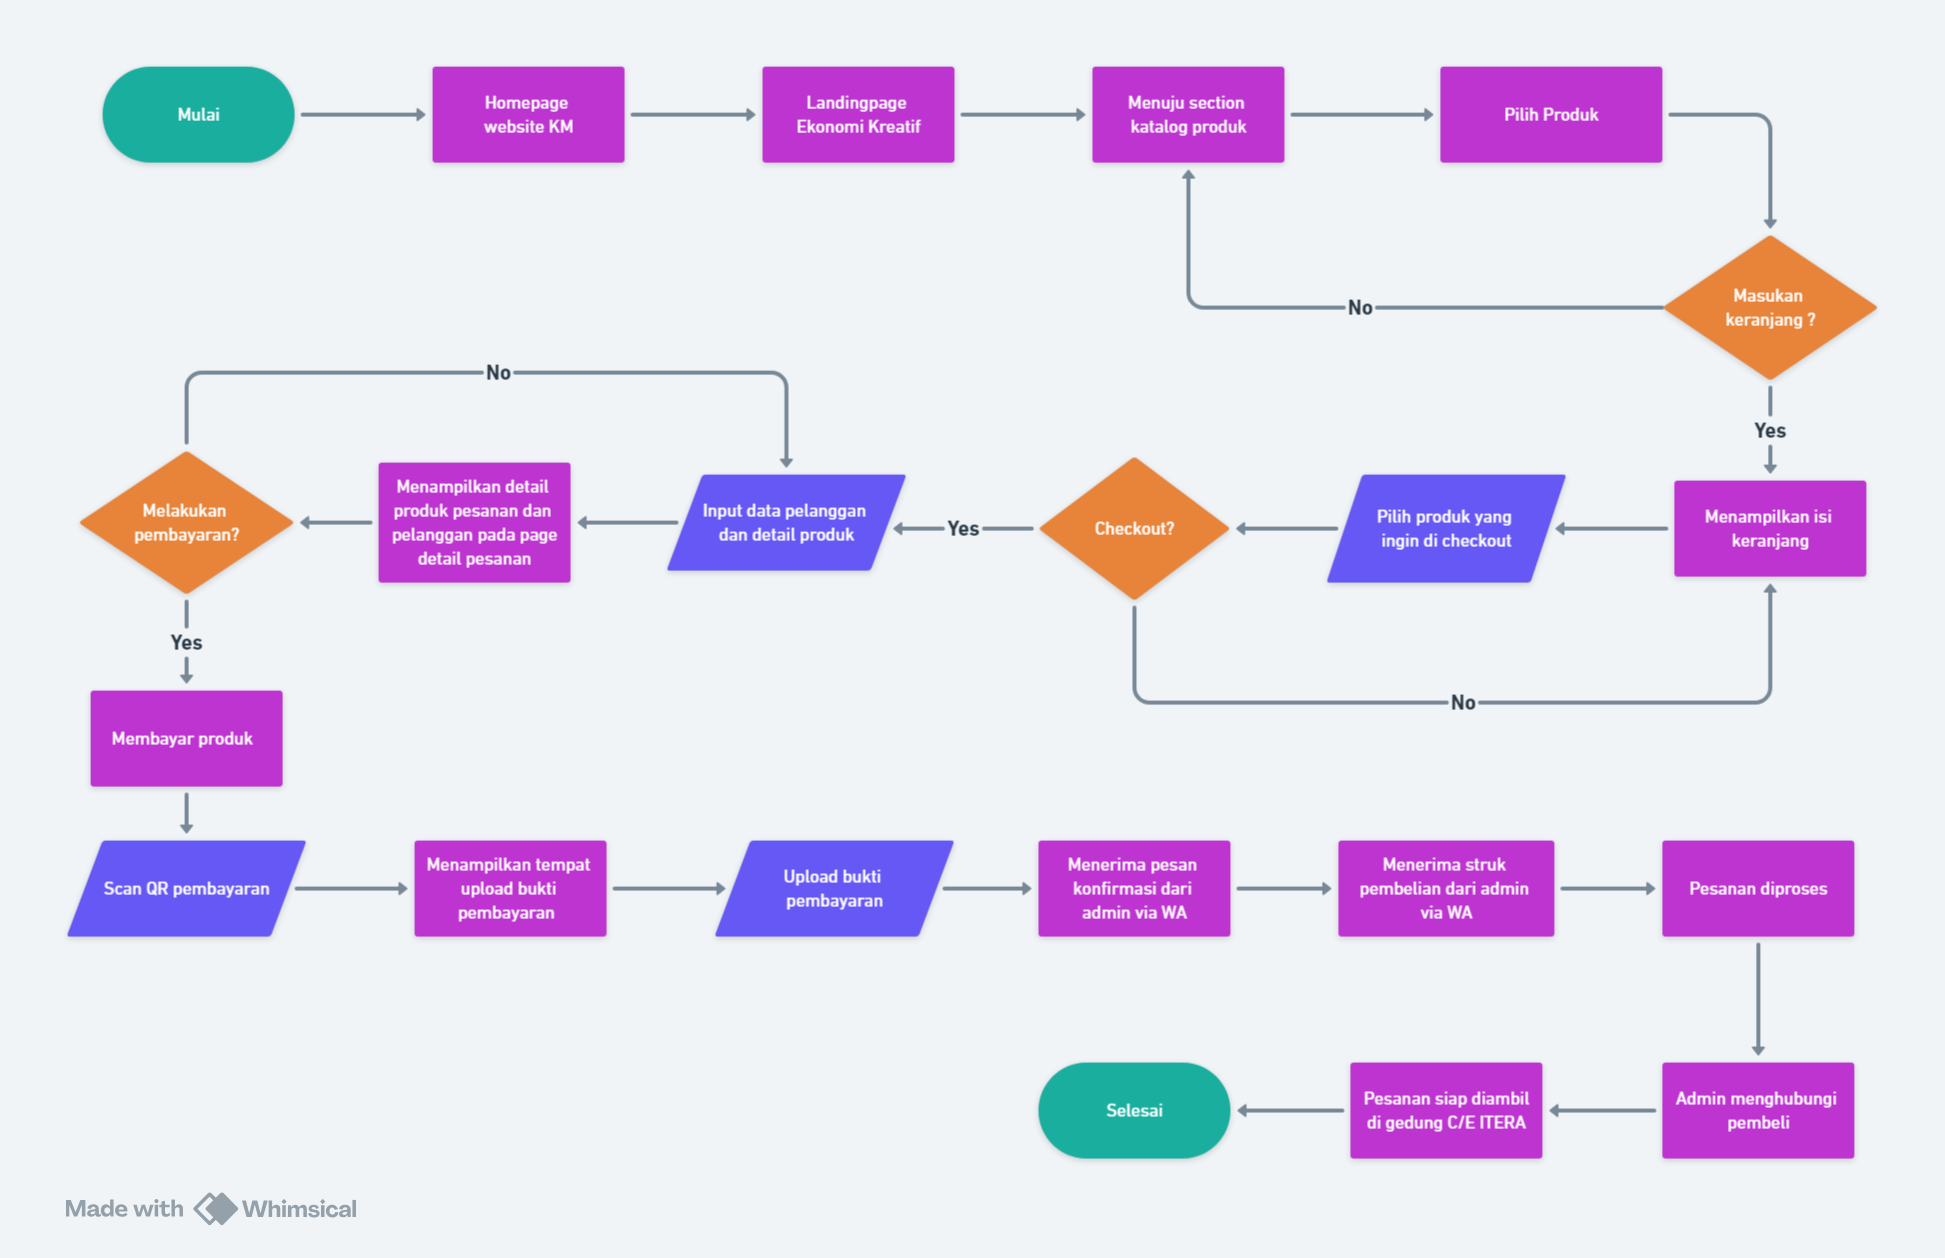 Mulai
Homepage
website KM
Landingpage
Ekonomi Kreatif
Menuju section
katalog produk
Pilih Produk
Masukan
keranjang ?
No
Yes
Menampilkan isi
keranjang
Pilih produk yang
ingin di checkout
Checkout?
No
Yes
Input data pelanggan
dan detail produk
Menampilkan detail
produk pesanan dan
pelanggan pada page
detail pesanan
Melakukan
pembayaran?
No
Yes
Membayar produk
Scan QR pembayaran
Menampilkan tempat
upload bukti
pembayaran
Upload bukti
pembayaran
Menerima pesan
konfirmasi dari
admin via WA
Menerima struk
pembelian dari admin
via WA
Pesanan diproses
Admin menghubungi
pembeli
Pesanan siap diambil
di gedung C/E ITERA
Selesai
Made with Whimsical